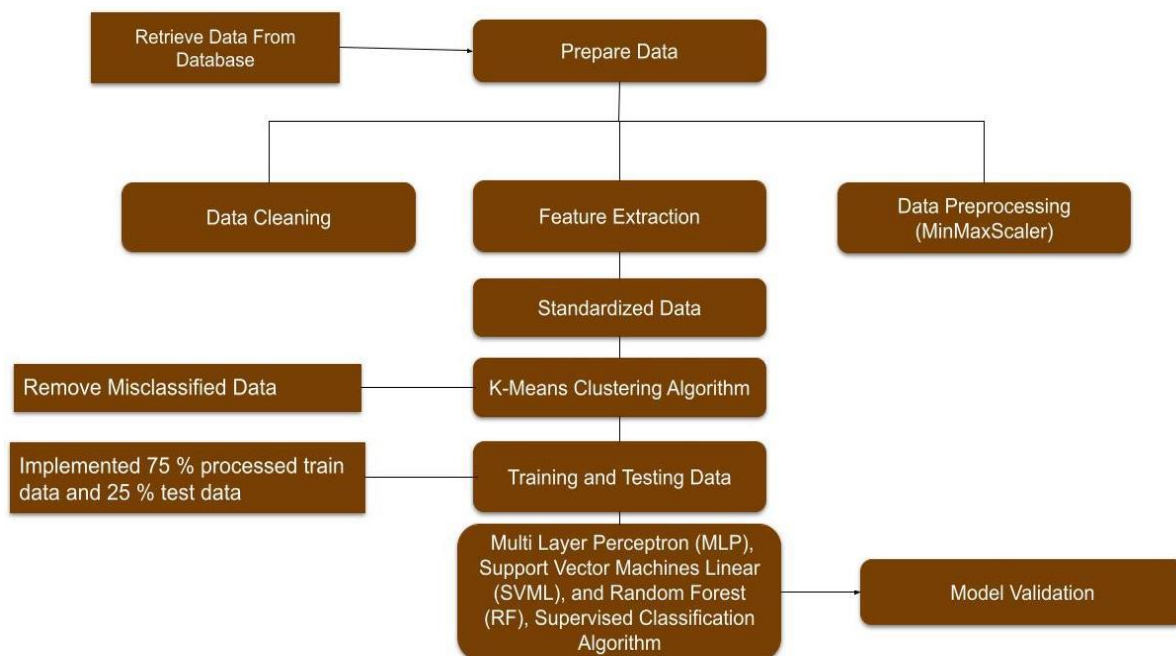 Retrieve Data From
Database
Prepare Data
Data Cleaning
Feature Extraction
Data Preprocessing
(MinMaxScaler)
Standardized Data
Remove Misclassified Data
K-Means Clustering Algorithm
Implemented 75 % processed train
data and 25 % test data
Training and Testing Data
Multi Layer Perceptron (MLP),
Support Vector Machines Linear
(SVML), and Random Forest
(RF), Supervised Classification
Algorithm
Model Validation